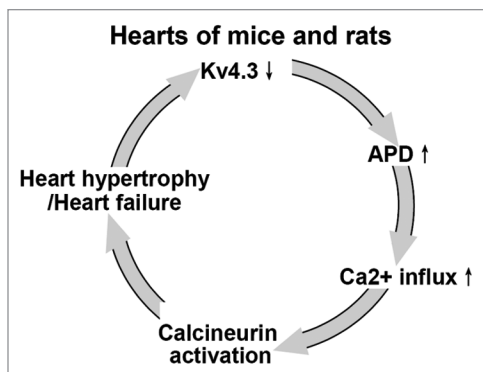 Hearts of mice and rats
Kv4.3 ↓
APD ↑
Ca2+ influx ↑
Calcineurin
activation
Heart hypertrophy
/Heart failure